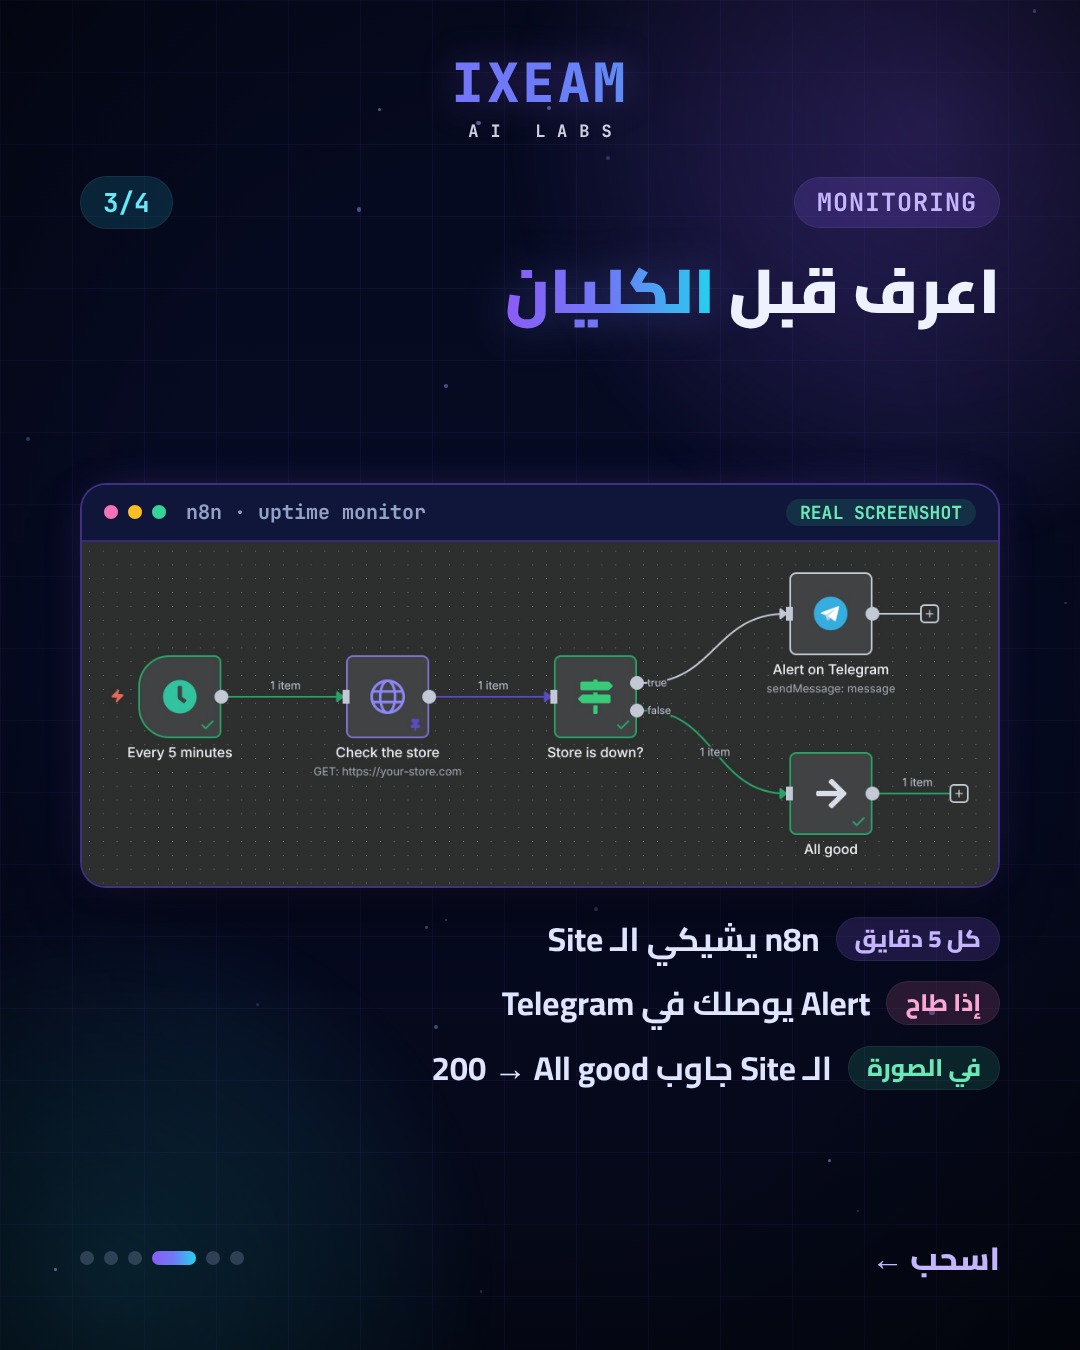 IXEAM
AI LABS
MONITORING
3/4
اعرف قبل الكليان
n8n · uptime monitor
REAL SCREENSHOT
Every 5 minutes
1 item
Check the store
GET: https://your-store.com
1 item
Store is down?
true
false
Alert on Telegram
sendMessage: message
1 item
All good
1 item
كل 5 دقايق n8n يشيكي الـ Site
إذا طاح Alert يوصلك في Telegram
في الصورة الـ Site جاوب 200 → All good
اسحب ←